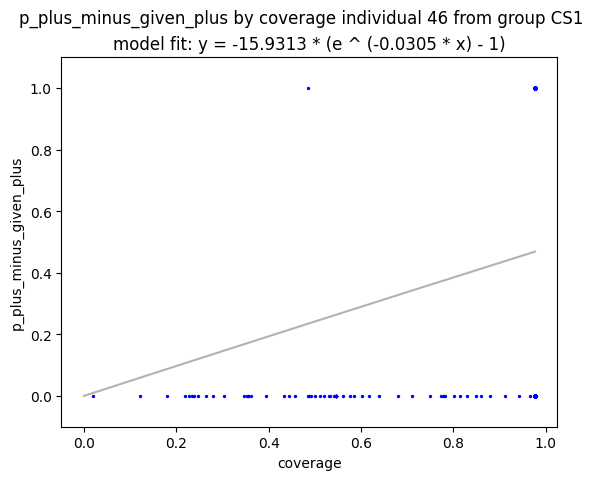 p_plus_minus_given_plus by coverage individual 46 from group CS1
model fit: y = -15.9313 * (e ^ (-0.0305 * x) - 1)
p_plus_minus_given_plus
1.0
0.8
0.6
0.4
0.2
0.0
0.0 0.2 0.4 0.6 0.8 1.0
coverage